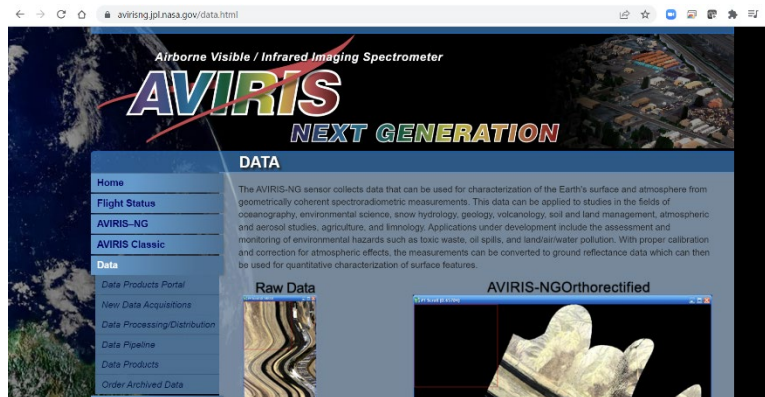 avirisng.jpl.nasa.gov/data.html
Airborne Visible / Infrared Imaging Spectrometer
AVIRIS
NEXT GENERATION
DATA
Home
Flight Status
AVIRIS–NG
AVIRIS Classic
Data
Data Products Portal
New Data Acquisitions
Data Processing/Distribution
Data Pipeline
Data Products
Order Archived Data
The AVIRIS-NG sensor collects data that can be used for characterization of the Earth's surface and atmosphere from
geometrically coherent spectroradiometric measurements. This data can be applied to studies in the fields of
oceanography, environmental science, snow hydrology, geology, volcanology, soil and land management, atmospheric
and aerosol studies, agriculture, and limnology. Applications under development include the assessment and
monitoring of environmental hazards such as toxic waste, oil spills, and land/air/water pollution. With proper calibration
and correction for atmospheric effects, the measurements can be converted to ground reflectance data which can then
be used for quantitative characterization of surface features.
Raw Data
AVIRIS-NGOrthorectified